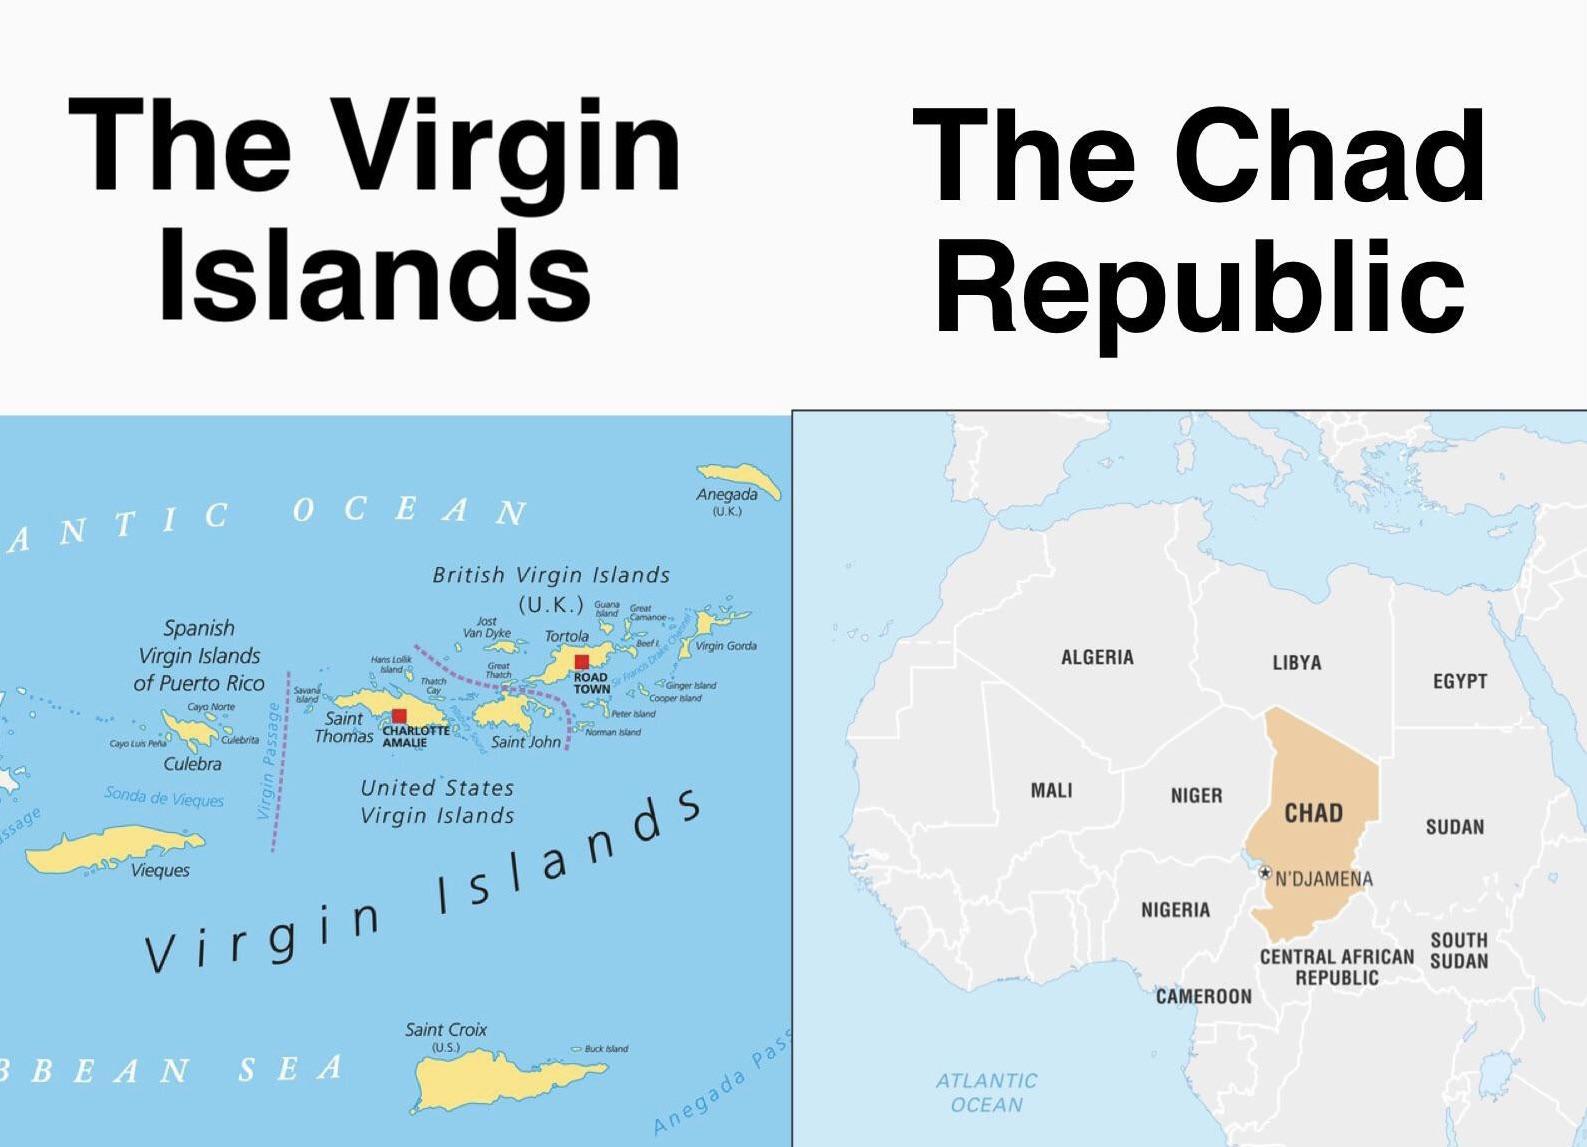 The Virgin
Islands
The Chad
Republic
ANTIC OCEAN
Anegada
(U.K.)
British Virgin Islands
(U.K.)
Guana
Island
Great
Camanoe
Jost
Van Dyke
Tortola
Beef I.
Virgin Gorda
Sir Francis Drake Channel
Spanish
Virgin Islands
of Puerto Rico
Hans Lollik
Island
Great
Thatch
Thatch
Cay
ROAD
TOWN
Ginger Island
Cooper Island
Savana
Island
Cayo Norte
Peter Island
Saint
Thomas
CHARLOTTE
AMALIE
Norman Island
Saint John
Cayo Luis Peña
Culebrita
Culebra
Virgin Passage
United States
Virgin Islands
Sonda de Vieques
ssage
Vieques
Virgin Islands
Saint Croix
(U.S.)
Buck Island
BBEAN SEA
Anegada Pass
ALGERIA
LIBYA
EGYPT
MALI
NIGER
CHAD
SUDAN
N'DJAMENA
NIGERIA
CENTRAL AFRICAN
REPUBLIC
SOUTH
SUDAN
CAMEROON
ATLANTIC
OCEAN